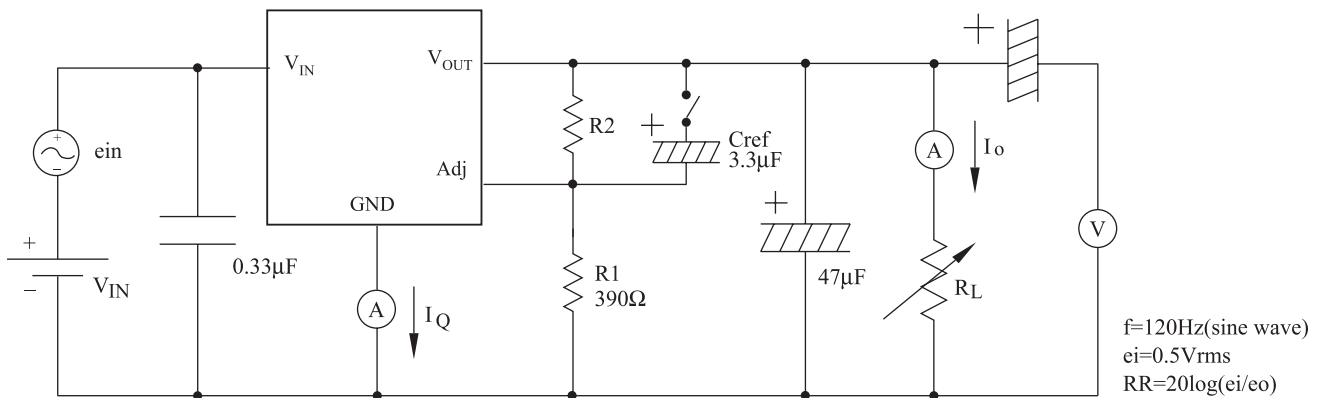 V_IN
V_OUT
Adj
GND
ein
+
−
+
−
V_IN
0.33μF
A
I_Q
R2
R1
390Ω
+
Cref
3.3μF
+
47μF
A
I_o
R_L
+
V
f=120Hz(sine wave)
ei=0.5Vrms
RR=20log(ei/eo)